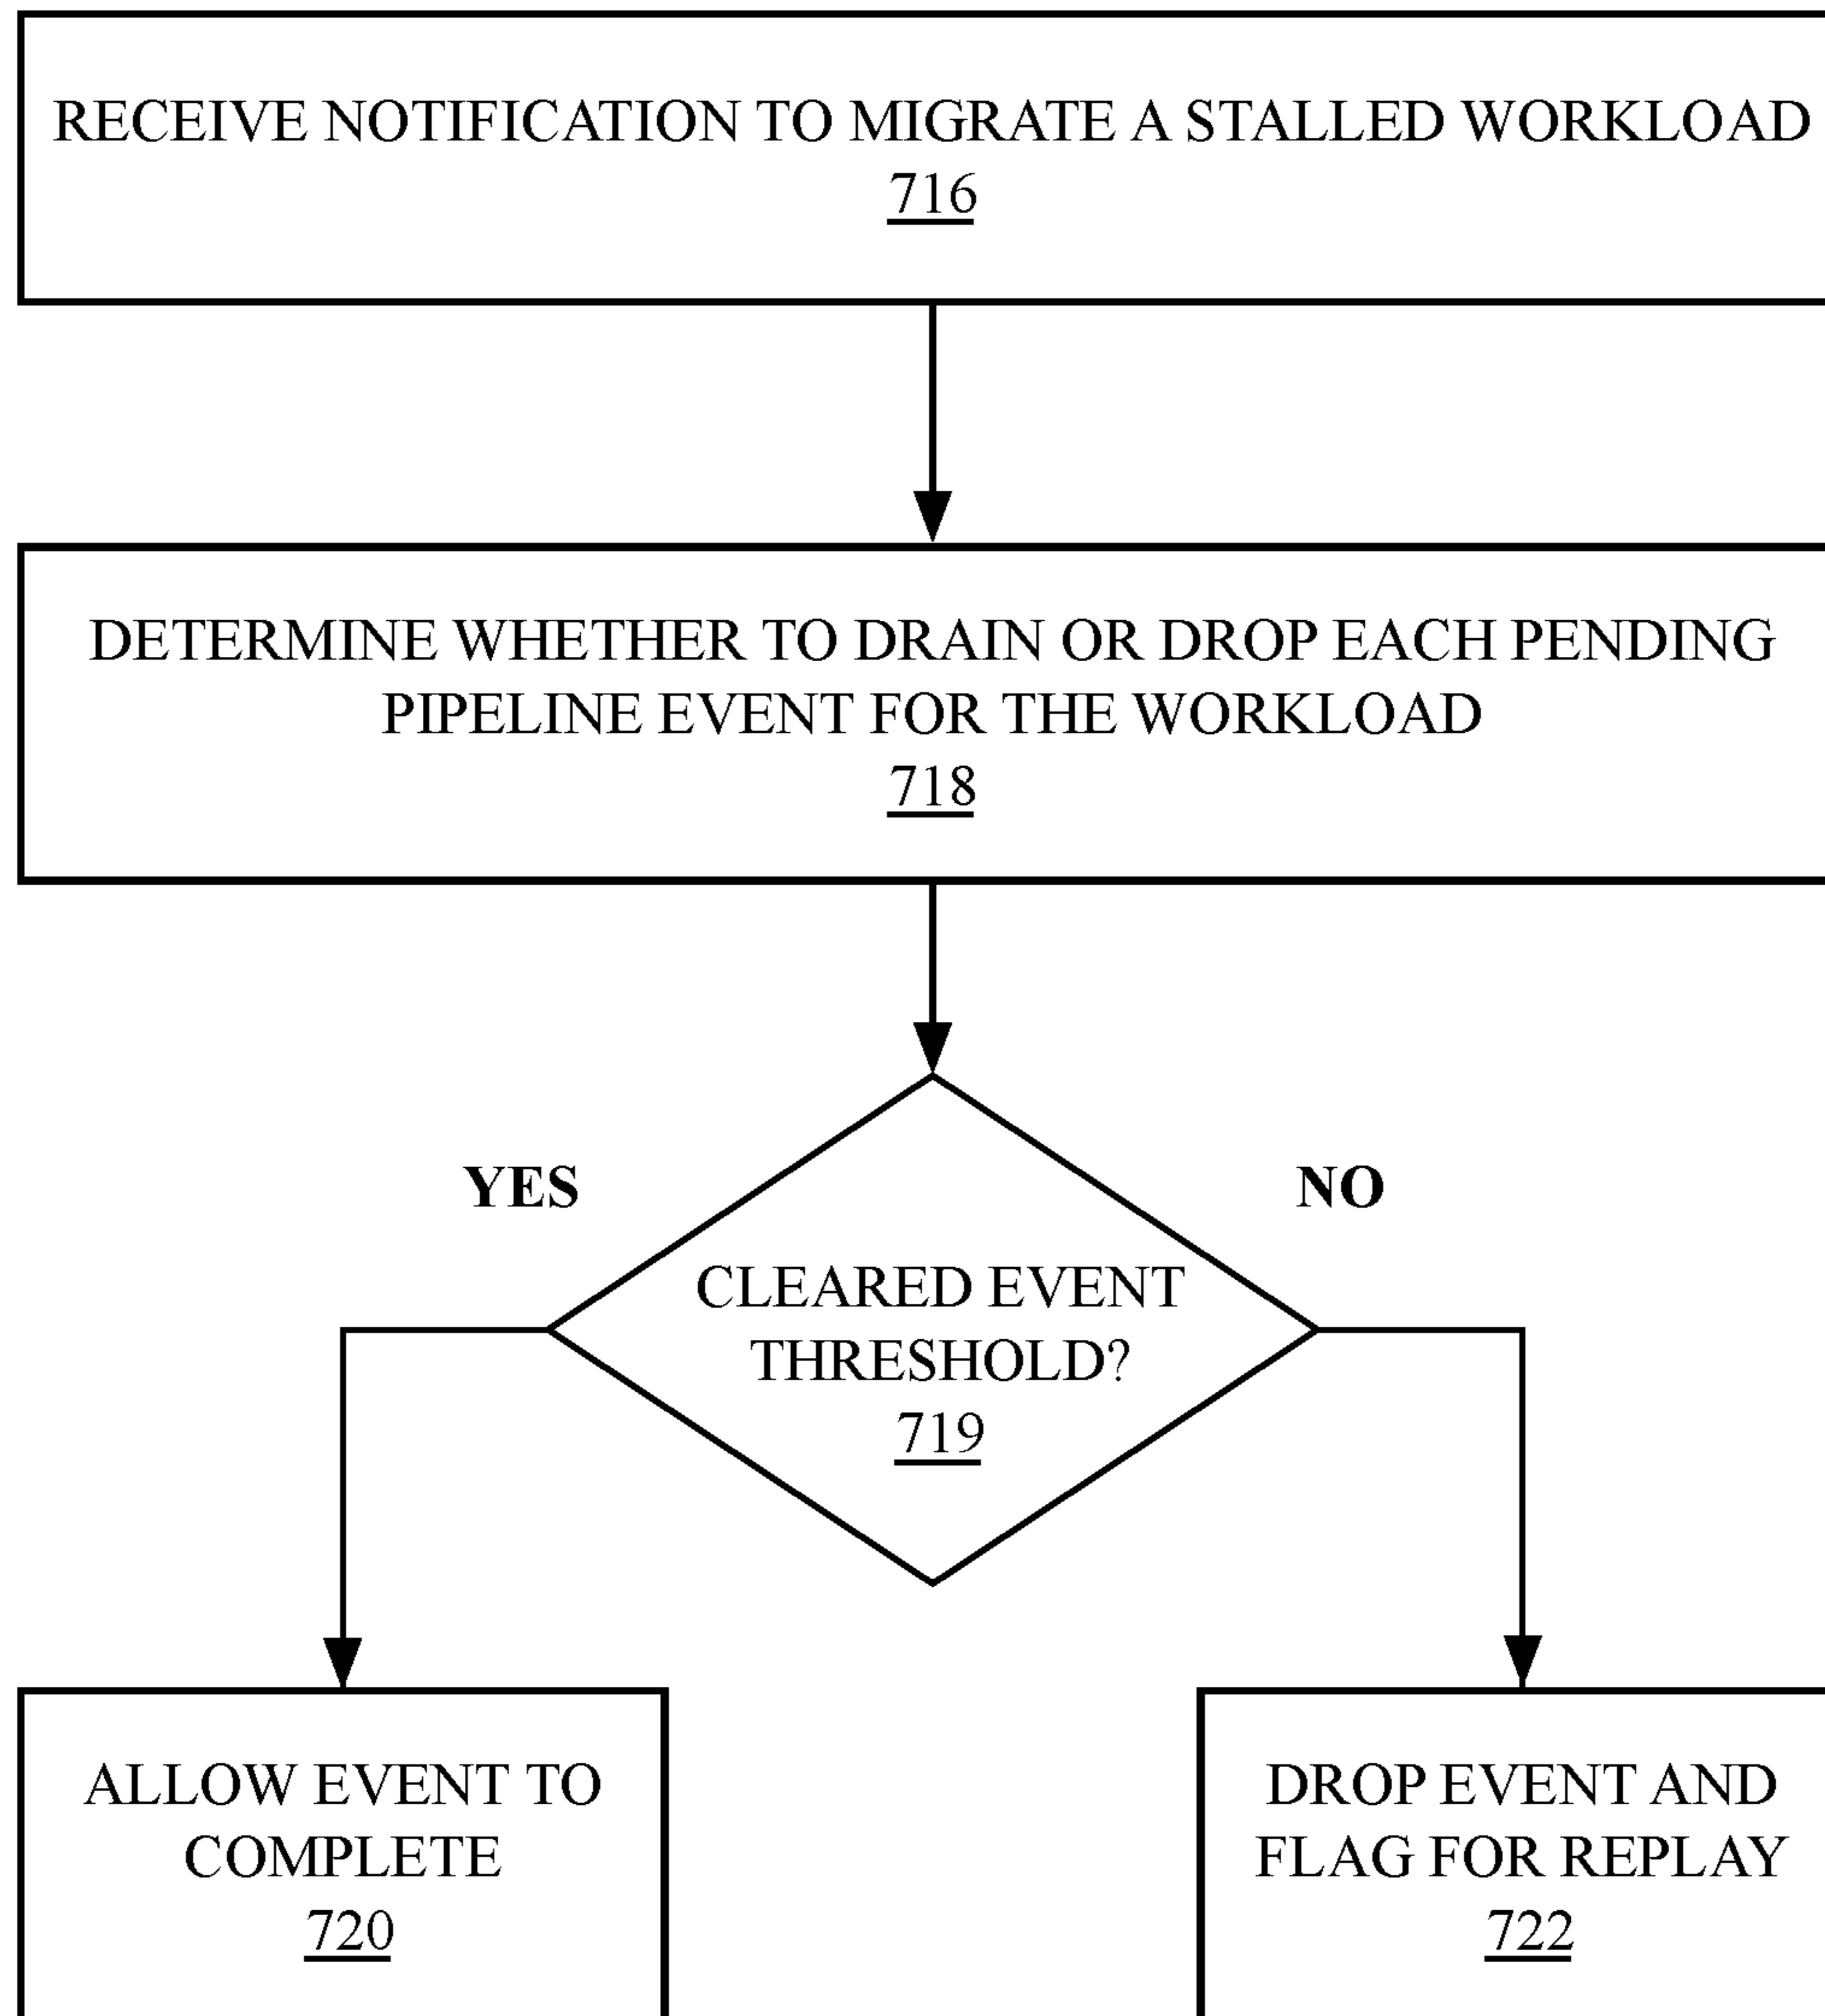 RECEIVE NOTIFICATION TO MIGRATE A STALLED WORKLOAD
716
DETERMINE WHETHER TO DRAIN OR DROP EACH PENDING
PIPELINE EVENT FOR THE WORKLOAD
718
YES
NO
CLEARED EVENT
THRESHOLD?
719
ALLOW EVENT TO
COMPLETE
720
DROP EVENT AND
FLAG FOR REPLAY
722